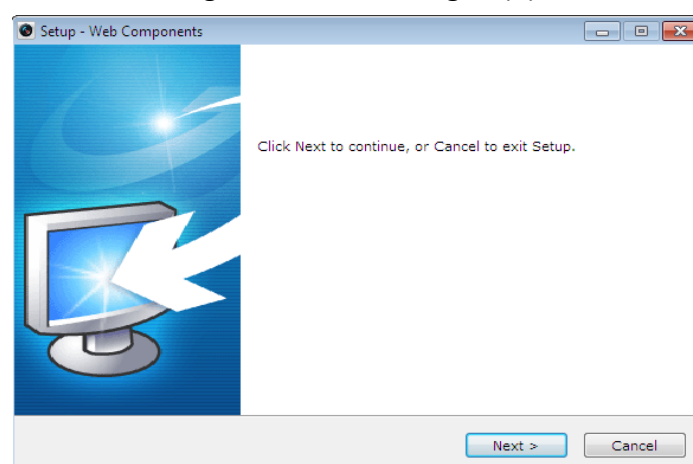 Setup - Web Components
Click Next to continue, or Cancel to exit Setup.
Next >
Cancel